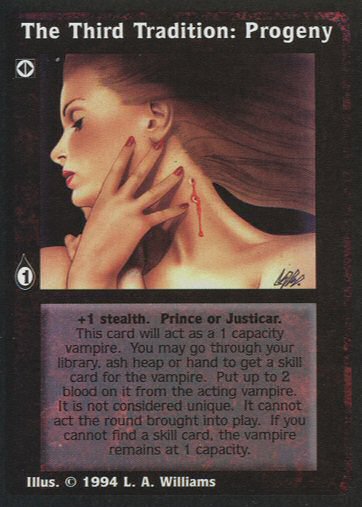 The Third Tradition: Progeny
1
+1 stealth. Prince or Justicar.
This card will act as a 1 capacity
vampire. You may go through your
library, ash heap or hand to get a skill
card for the vampire. Put up to 2
blood on it from the acting vampire.
It is not considered unique. It cannot
act the round brought into play. If you
cannot find a skill card, the vampire
remains at 1 capacity.
Illus. © 1994 L. A. Williams